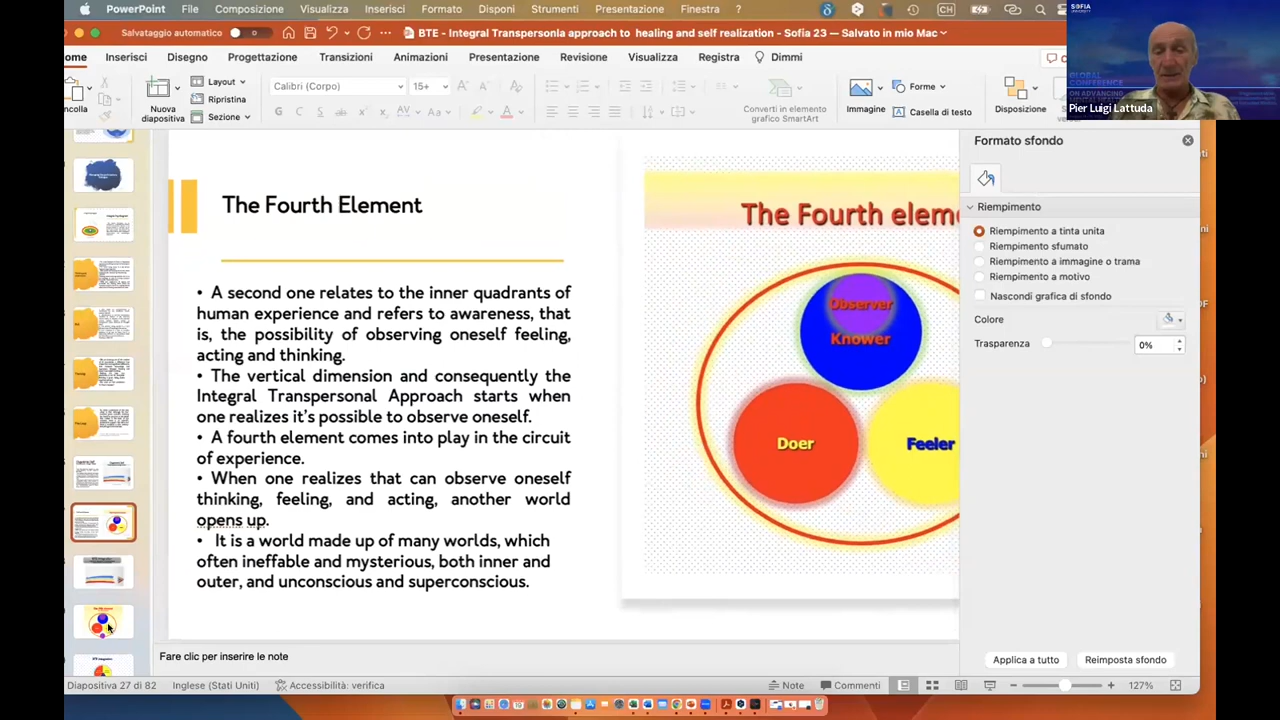 PowerPoint File Composizione Visualizza Inserisci Formato Disponi Strumenti Presentazione Finestra
Salvataggio automatico
BTE - Integral Transpersonla approach to healing and self realization - Sofia 23 — Salvato in mio Mac
ome Inserisci Disegno Progettazione Transizioni Animazioni Presentazione Revisione Visualizza Registra Dimmi
SOFIA
GLOBAL
CONFERENCE
ON ADVANCING
Pier Luigi Lattuda
ncolla
Nuova
diapositiva
Layout
Ripristina
Sezione
Calibri (Corpo) 15+
Converti in elemento
grafico SmartArt
Immagine
Forme
Casella di testo
Disposizione
The Fourth Element
• A second one relates to the inner quadrants of
human experience and refers to awareness, that
is, the possibility of observing oneself feeling,
acting and thinking.
• The vertical dimension and consequently the
Integral Transpersonal Approach starts when
one realizes it's possible to observe oneself.
• A fourth element comes into play in the circuit
of experience.
• When one realizes that can observe oneself
thinking, feeling, and acting, another world
opens up.
• It is a world made up of many worlds, which
often ineffable and mysterious, both inner and
outer, and unconscious and superconscious.
The Fourth eleme
Observer
Knower
Doer
Feeler
Formato sfondo
Riempimento
Riempimento a tinta unita
Riempimento sfumato
Riempimento a immagine o trama
Riempimento a motivo
Nascondi grafica di sfondo
Colore
Trasparenza 0%
Applica a tutto Reimposta sfondo
Fare clic per inserire le note
Diapositiva 27 di 82 Inglese (Stati Uniti) Accessibilità: verifica Note Commenti 127%